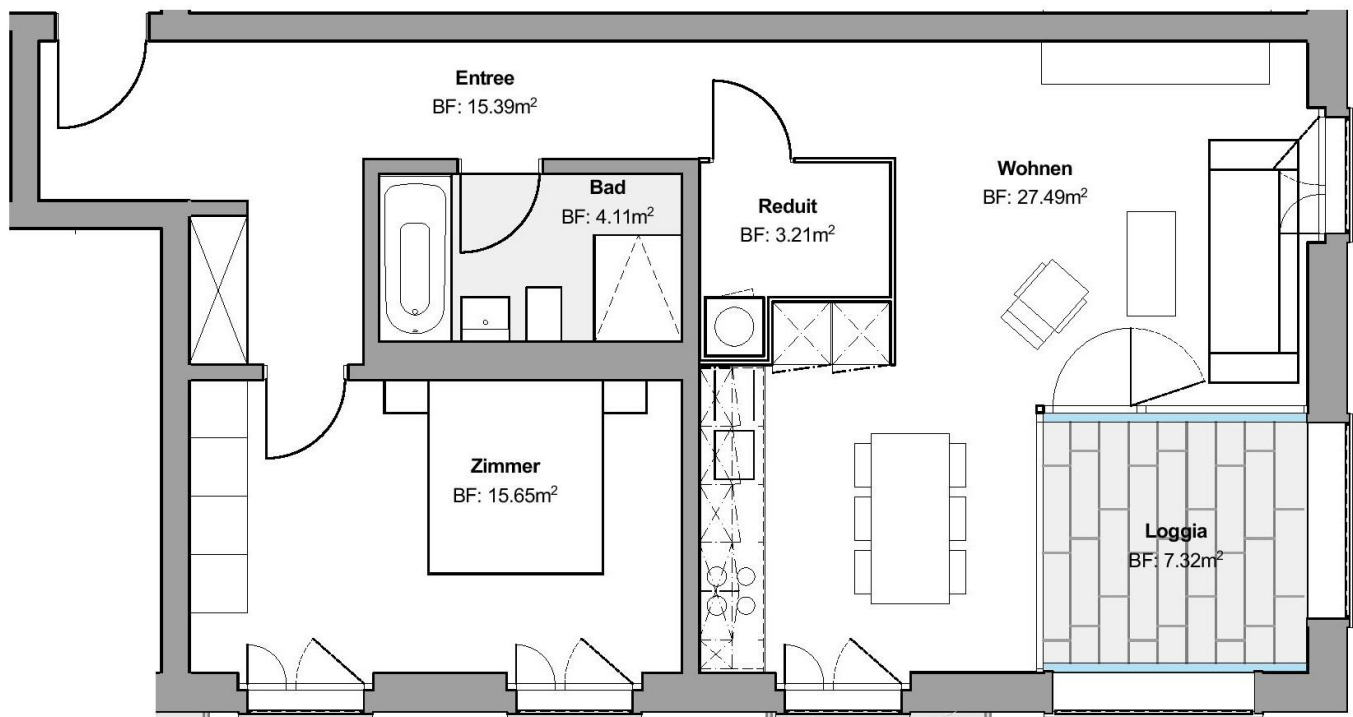 Entree
BF: 15.39m²
Bad
BF: 4.11m²
Reduit
BF: 3.21m²
Wohnen
BF: 27.49m²
Zimmer
BF: 15.65m²
Loggia
BF: 7.32m²